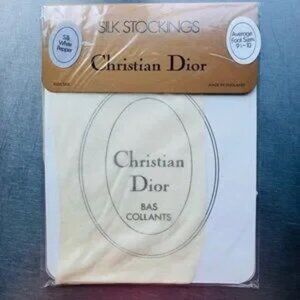 SILK STOCKINGS
Silk
White
Pepper
Christian Dior
Average
Foot Sizes
9½-10
MADE IN ENGLAND
Christian
Dior
BAS
COLLANTS